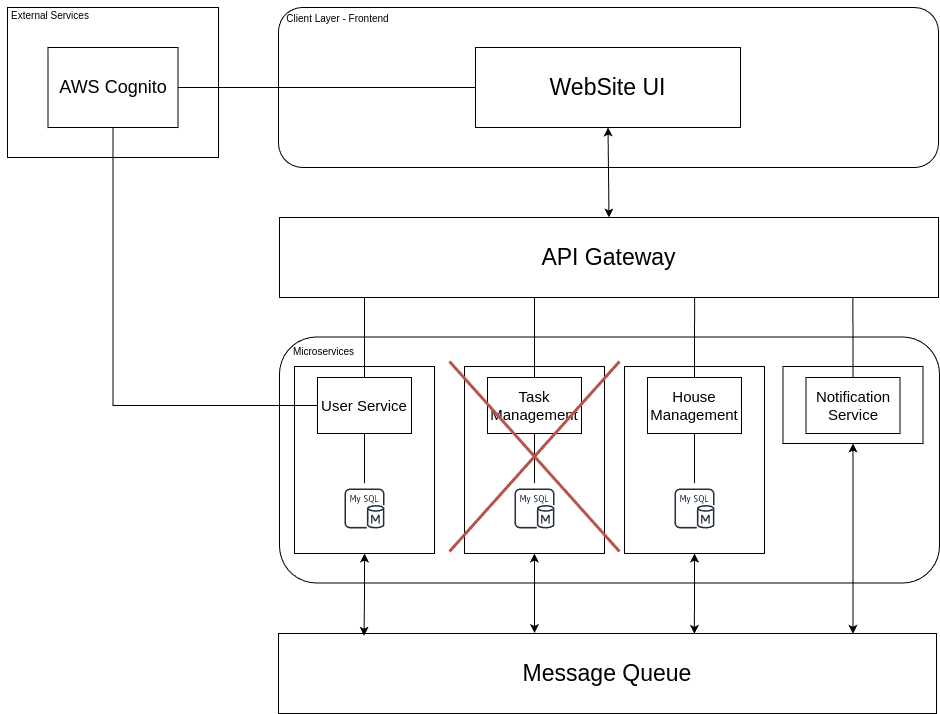 External Services
Client Layer - Frontend
AWS Cognito
WebSite UI
API Gateway
Microservices
User Service
Task
Management
House
Management
Notification
Service
My SQL
M
My SQL
M
My SQL
M
Message Queue